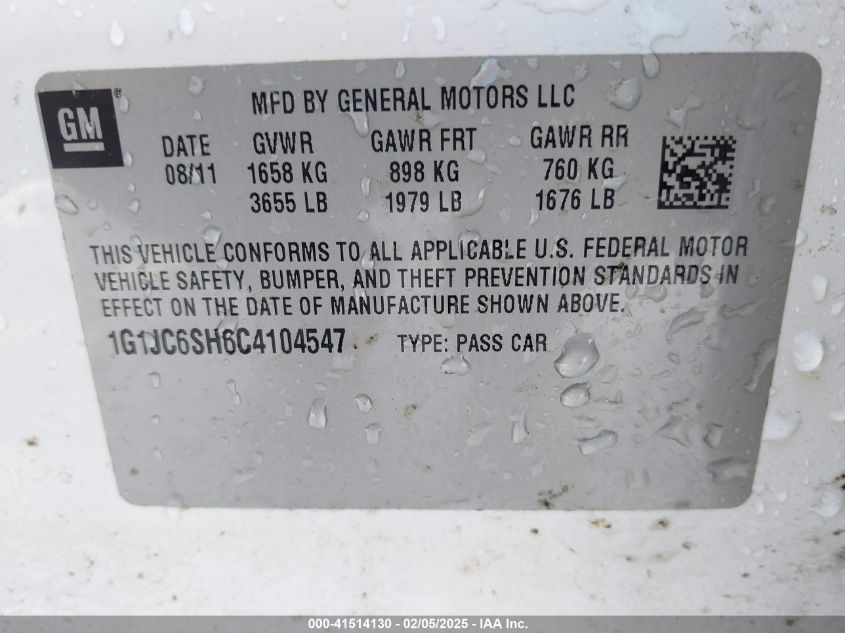 GM ®
MFD BY GENERAL MOTORS LLC
DATE GVWR GAWR FRT GAWR RR
08/11 1658 KG 898 KG 760 KG
3655 LB 1979 LB 1676 LB
THIS VEHICLE CONFORMS TO ALL APPLICABLE U.S. FEDERAL MOTOR
VEHICLE SAFETY, BUMPER, AND THEFT PREVENTION STANDARDS IN
EFFECT ON THE DATE OF MANUFACTURE SHOWN ABOVE.
1G1JC6SH6C4104547 TYPE: PASS CAR
000-41514130 - 02/05/2025 - IAA Inc.